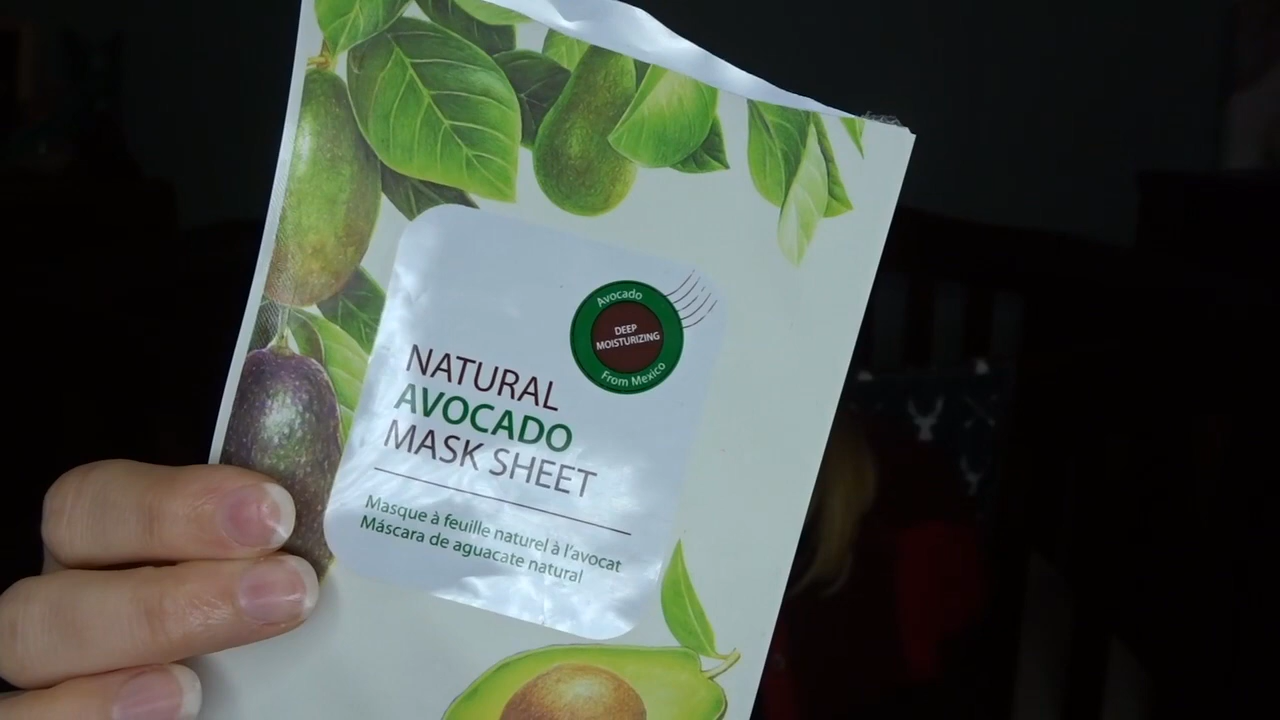 Avocado
DEEP
MOISTURIZING
From Mexico
NATURAL
AVOCADO
MASK SHEET
Masque à feuille naturel à l'avocat
Máscara de aguacate natural